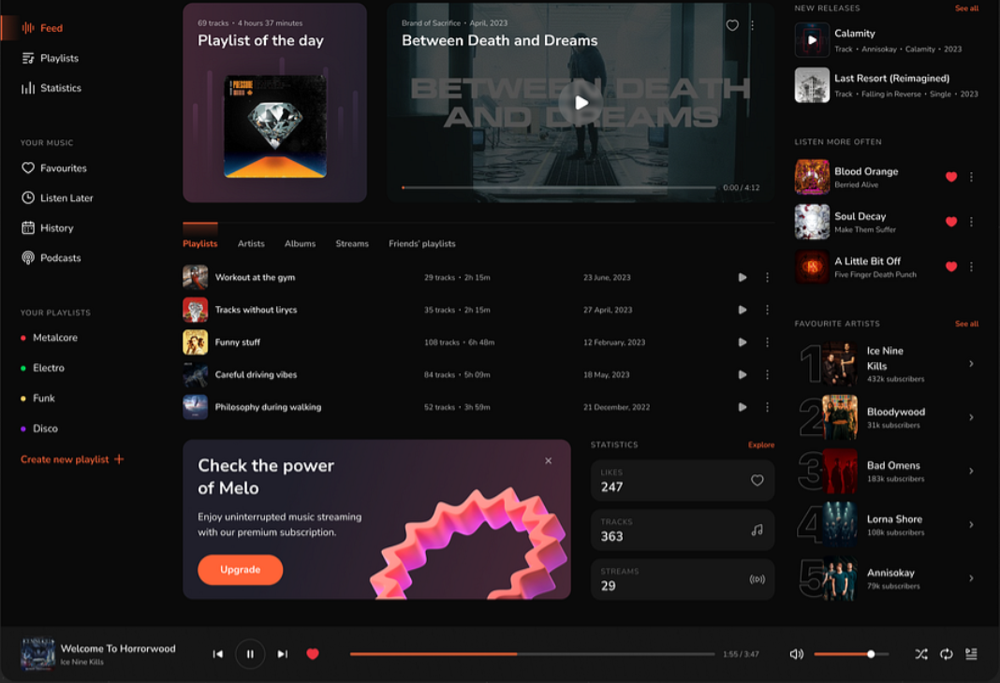 Feed
Playlists
Statistics
YOUR MUSIC
Favourites
Listen Later
History
Podcasts
YOUR PLAYLISTS
Metalcore
Electro
Funk
Disco
Create new playlist +
69 tracks • 4 hours 37 minutes
Playlist of the day
PRESSURE
Brand of Sacrifice • April, 2023
Between Death and Dreams
BETWEEN DEATH
AND DREAMS
0:00 / 4:12
Playlists Artists Albums Streams Friends' playlists
Workout at the gym 29 tracks • 2h 15m 23 June, 2023
Tracks without lirycs 35 tracks • 2h 15m 27 April, 2023
Funny stuff 108 tracks • 6h 48m 12 February, 2023
Careful driving vibes 84 tracks • 5h 09m 18 May, 2023
Philosophy during walking 52 tracks • 3h 59m 21 December, 2022
Check the power
of Melo
Enjoy uninterrupted music streaming
with our premium subscription.
Upgrade
STATISTICS Explore
LIKES
247
TRACKS
363
STREAMS
29
NEW RELEASES See all
Calamity
Track • Annisokay • Calamity • 2023
Last Resort (Reimagined)
Track • Falling in Reverse • Single • 2023
LISTEN MORE OFTEN
Blood Orange
Berried Alive
Soul Decay
Make Them Suffer
A Little Bit Off
Five Finger Death Punch
FAVOURITE ARTISTS See all
1
Ice Nine
Kills
432k subscribers
2
Bloodywood
31k subscribers
3
Bad Omens
183k subscribers
4
Lorna Shore
108k subscribers
5
Annisokay
79k subscribers
Welcome To Horrorwood
Ice Nine Kills
1:55 / 3:47